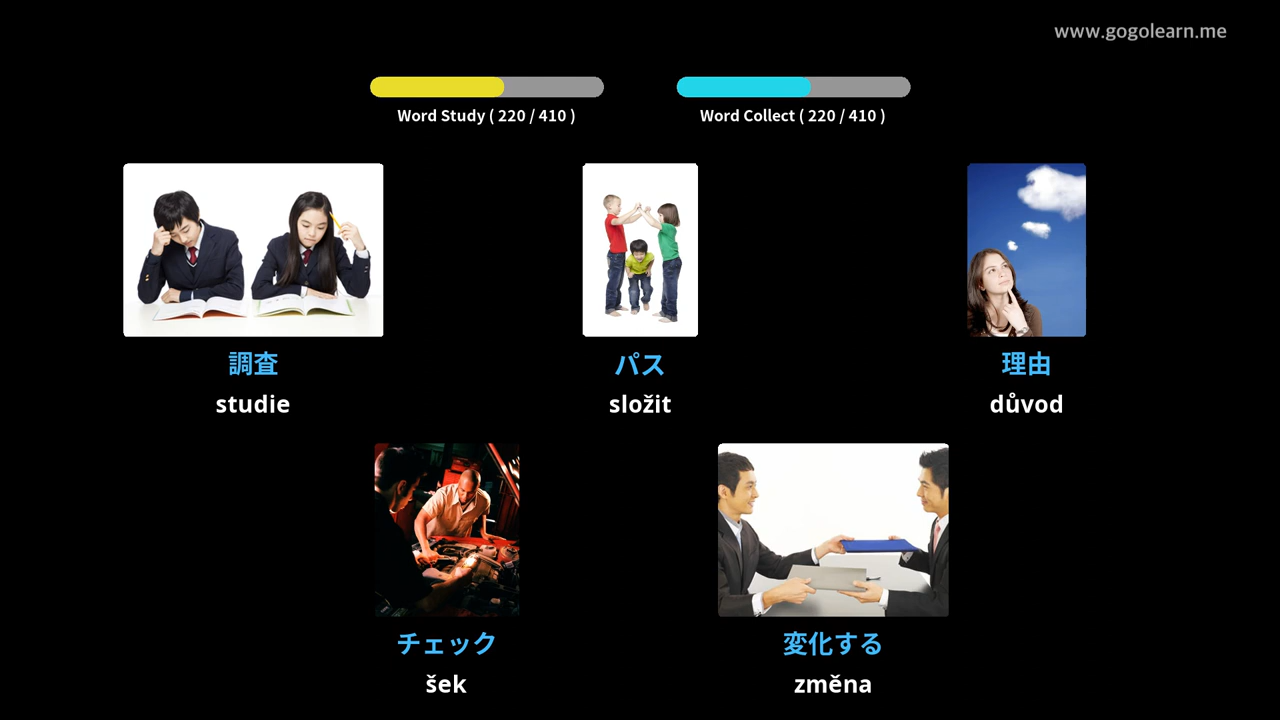 www.gogolearn.me
Word Study ( 220 / 410 )
Word Collect ( 220 / 410 )
調査
studie
パス
složit
理由
důvod
チェック
šek
変化する
změna